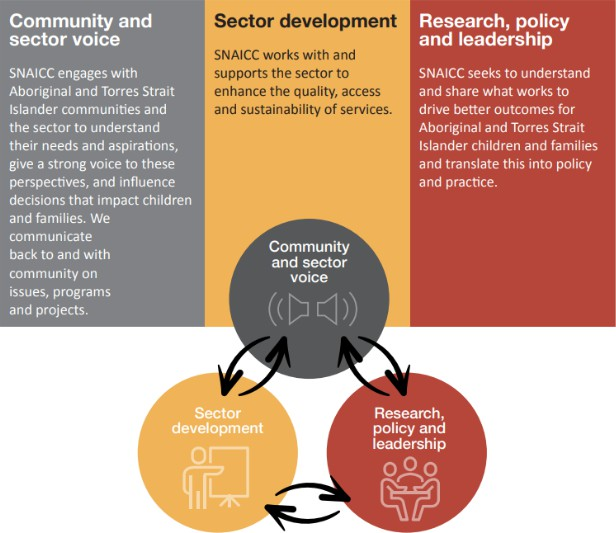 Community and
sector voice
SNAICC engages with
Aboriginal and Torres Strait
Islander communities and
the sector to understand
their needs and aspirations,
give a strong voice to these
perspectives, and influence
decisions that impact children
and families. We
communicate
back to and with
community on
issues, programs
and projects.
Sector development
SNAICC works with and
supports the sector to
enhance the quality, access
and sustainability of services.
Research, policy
and leadership
SNAICC seeks to understand
and share what works to
drive better outcomes for
Aboriginal and Torres Strait
Islander children and families
and translate this into policy
and practice.
Community
and sector
voice
Sector
development
Research,
policy and
leadership